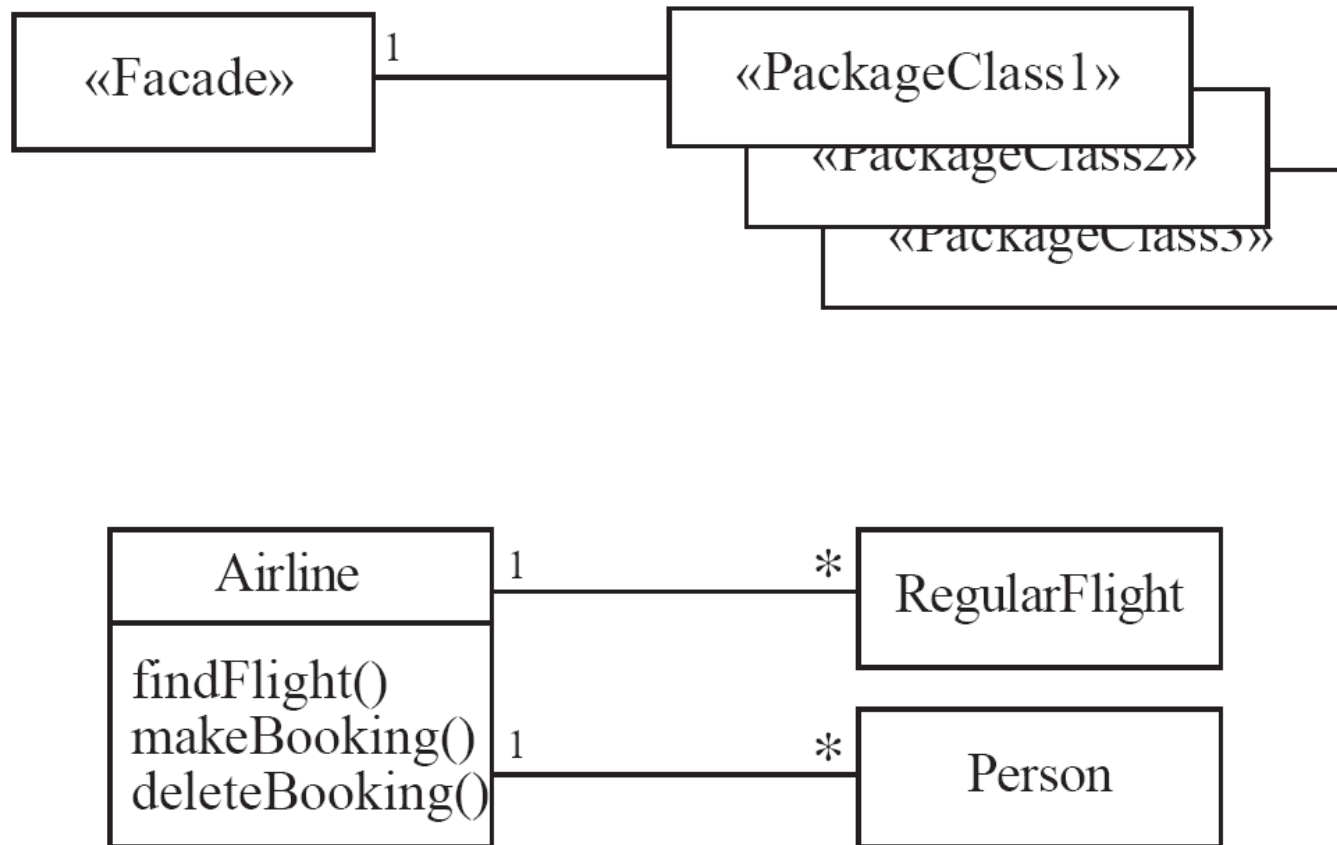 «Facade»
1
«PackageClass1»
«PackageClass2»
«PackageClass3»
Airline
findFlight()
makeBooking()
deleteBooking()
1
*
RegularFlight
1
*
Person